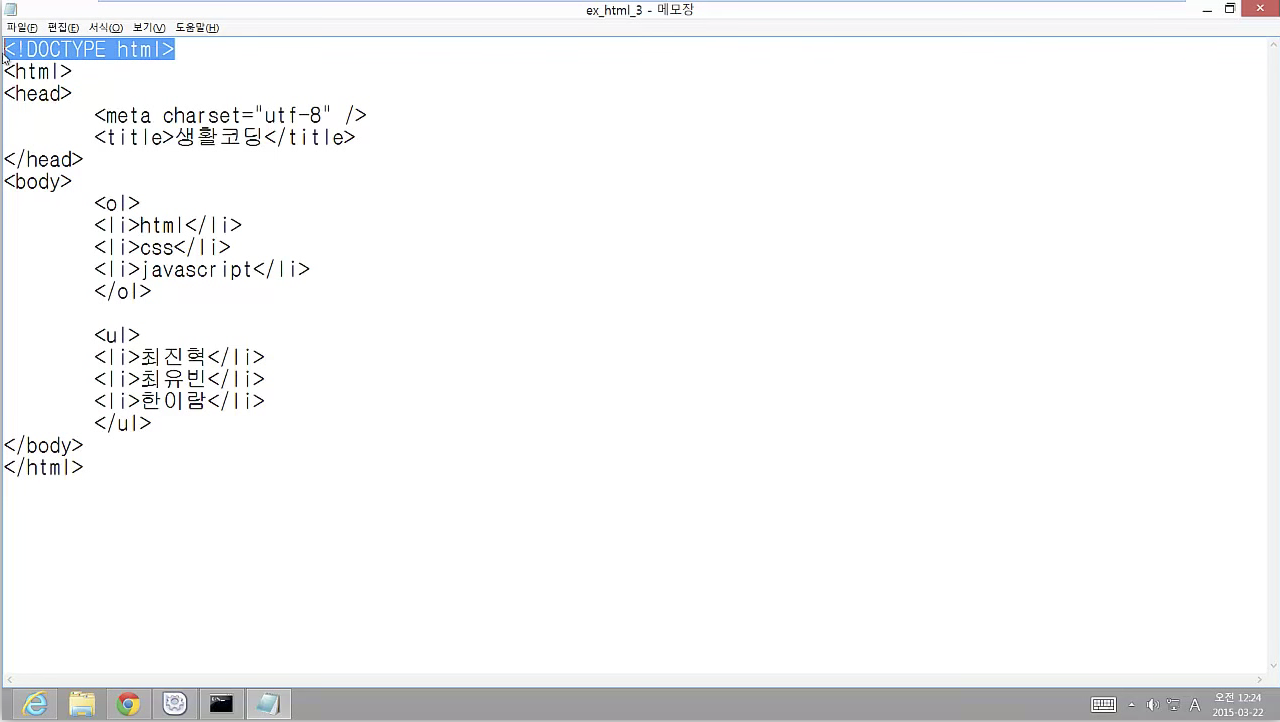 ex_html_3 - 메모장
파일(F) 편집(E) 서식(O) 보기(V) 도움말(H)
<!DOCTYPE html>
<html>
<head>
<meta charset="utf-8" />
<title>생활코딩</title>
</head>
<body>
<ol>
<li>html</li>
<li>css</li>
<li>javascript</li>
</ol>
<ul>
<li>최진혁</li>
<li>최유빈</li>
<li>한이람</li>
</ul>
</body>
</html>
A
오전 12:24
2015-03-22